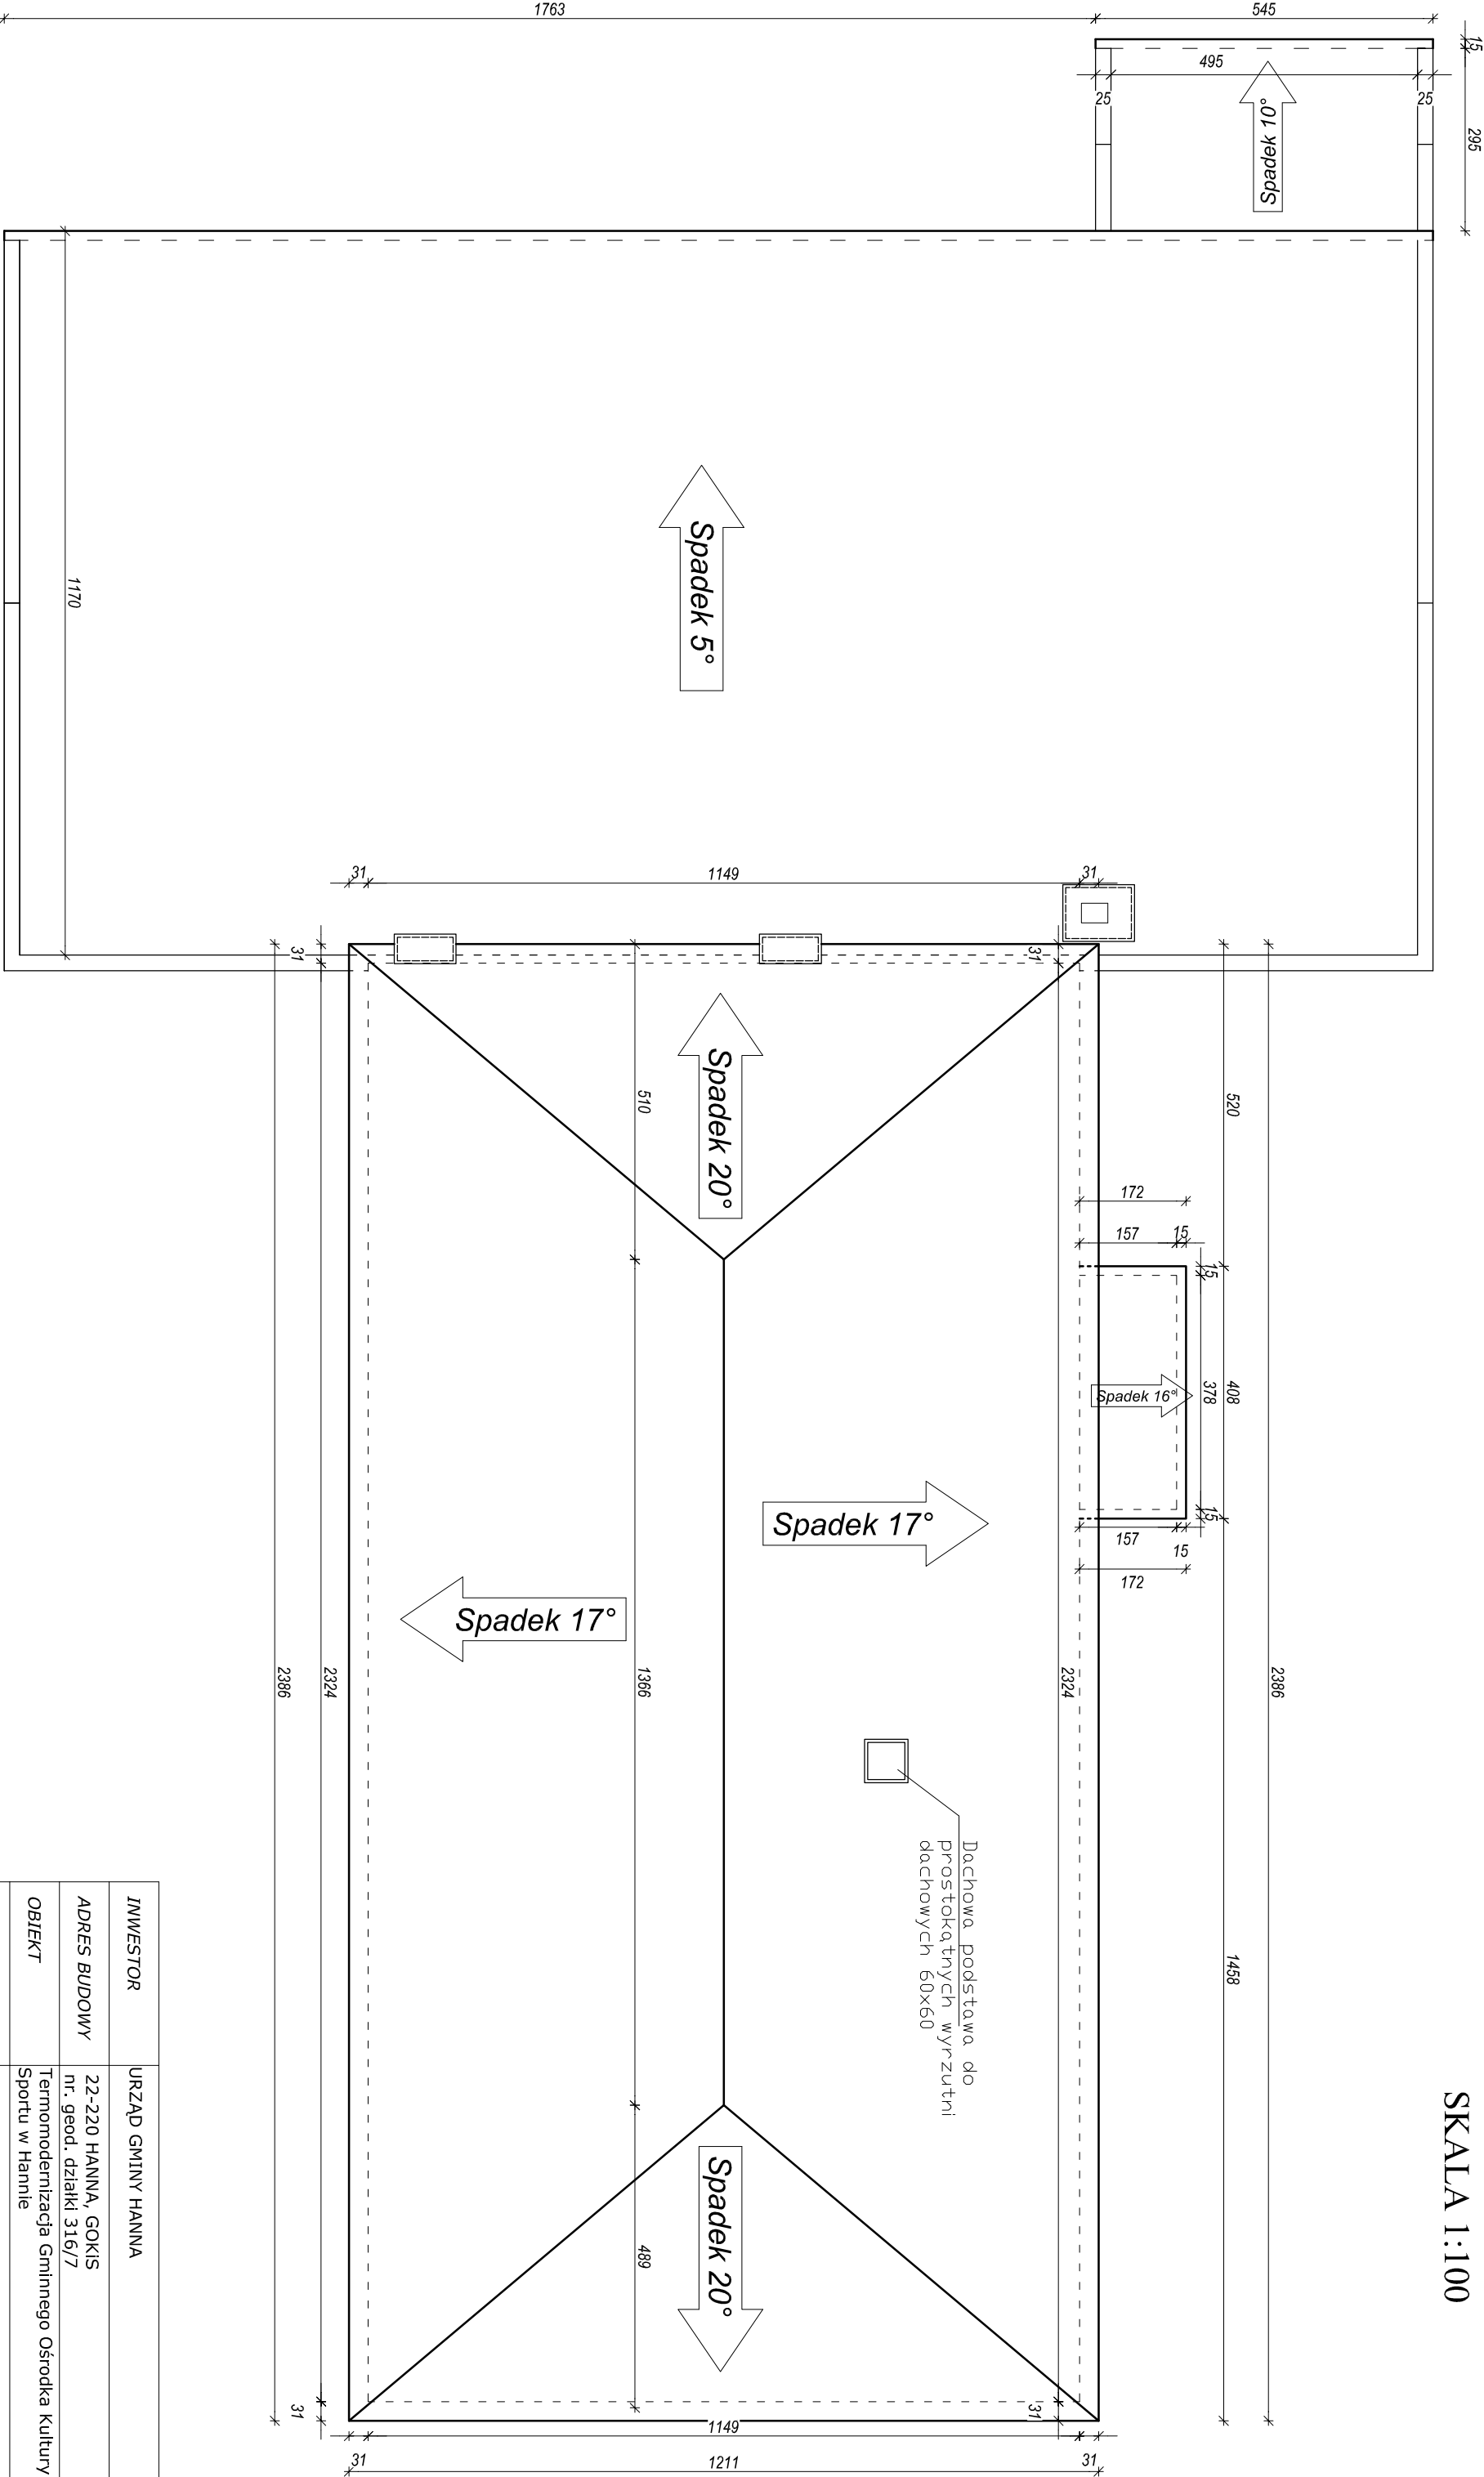 SKALA 1:100
1763
545
15
295
495
25
25
Spadek 10°
1170
Spadek 5°
31
1149
31
31
31
510
520
Spadek 20°
172
157
15
15
408
378
Spadek 16°
15
157
15
172
Spadek 17°
Spadek 17°
2386
2324
1366
2324
2386
1458
Dachowa podstawa do
prostokątnych wyrzutni
dachowych 60x60
489
Spadek 20°
31
31
1149
31
1211
31
INWESTOR
URZĄD GMINY HANNA
ADRES BUDOWY
22-220 HANNA, GOKiS
nr. geod. działki 316/7
OBIEKT
Termomodernizacja Gminnego Ośrodka Kultury
Sportu w Hannie